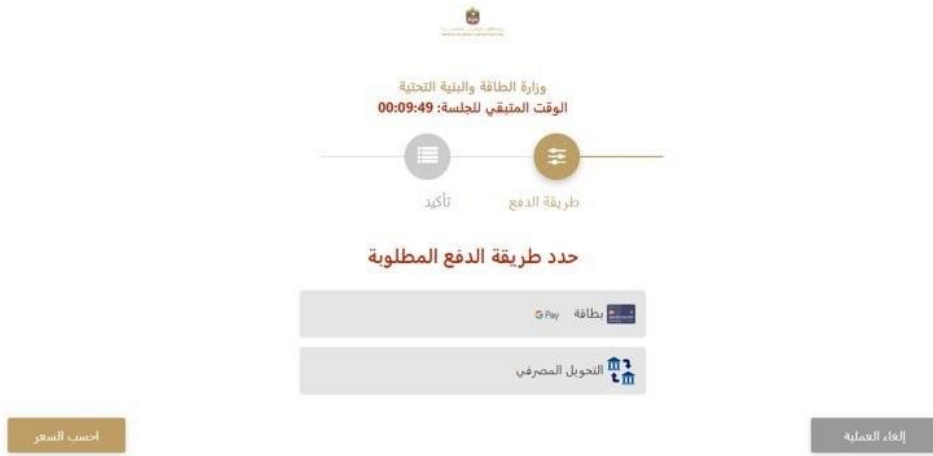 وزارة الطاقة والبنية التحتية
الوقت المتبقي للجلسة: 00:09:49
طريقة الدفع
تأكيد
حدد طريقة الدفع المطلوبة
بطاقة G Pay
التحويل المصرفي
إلغاء العملية
احسب السعر